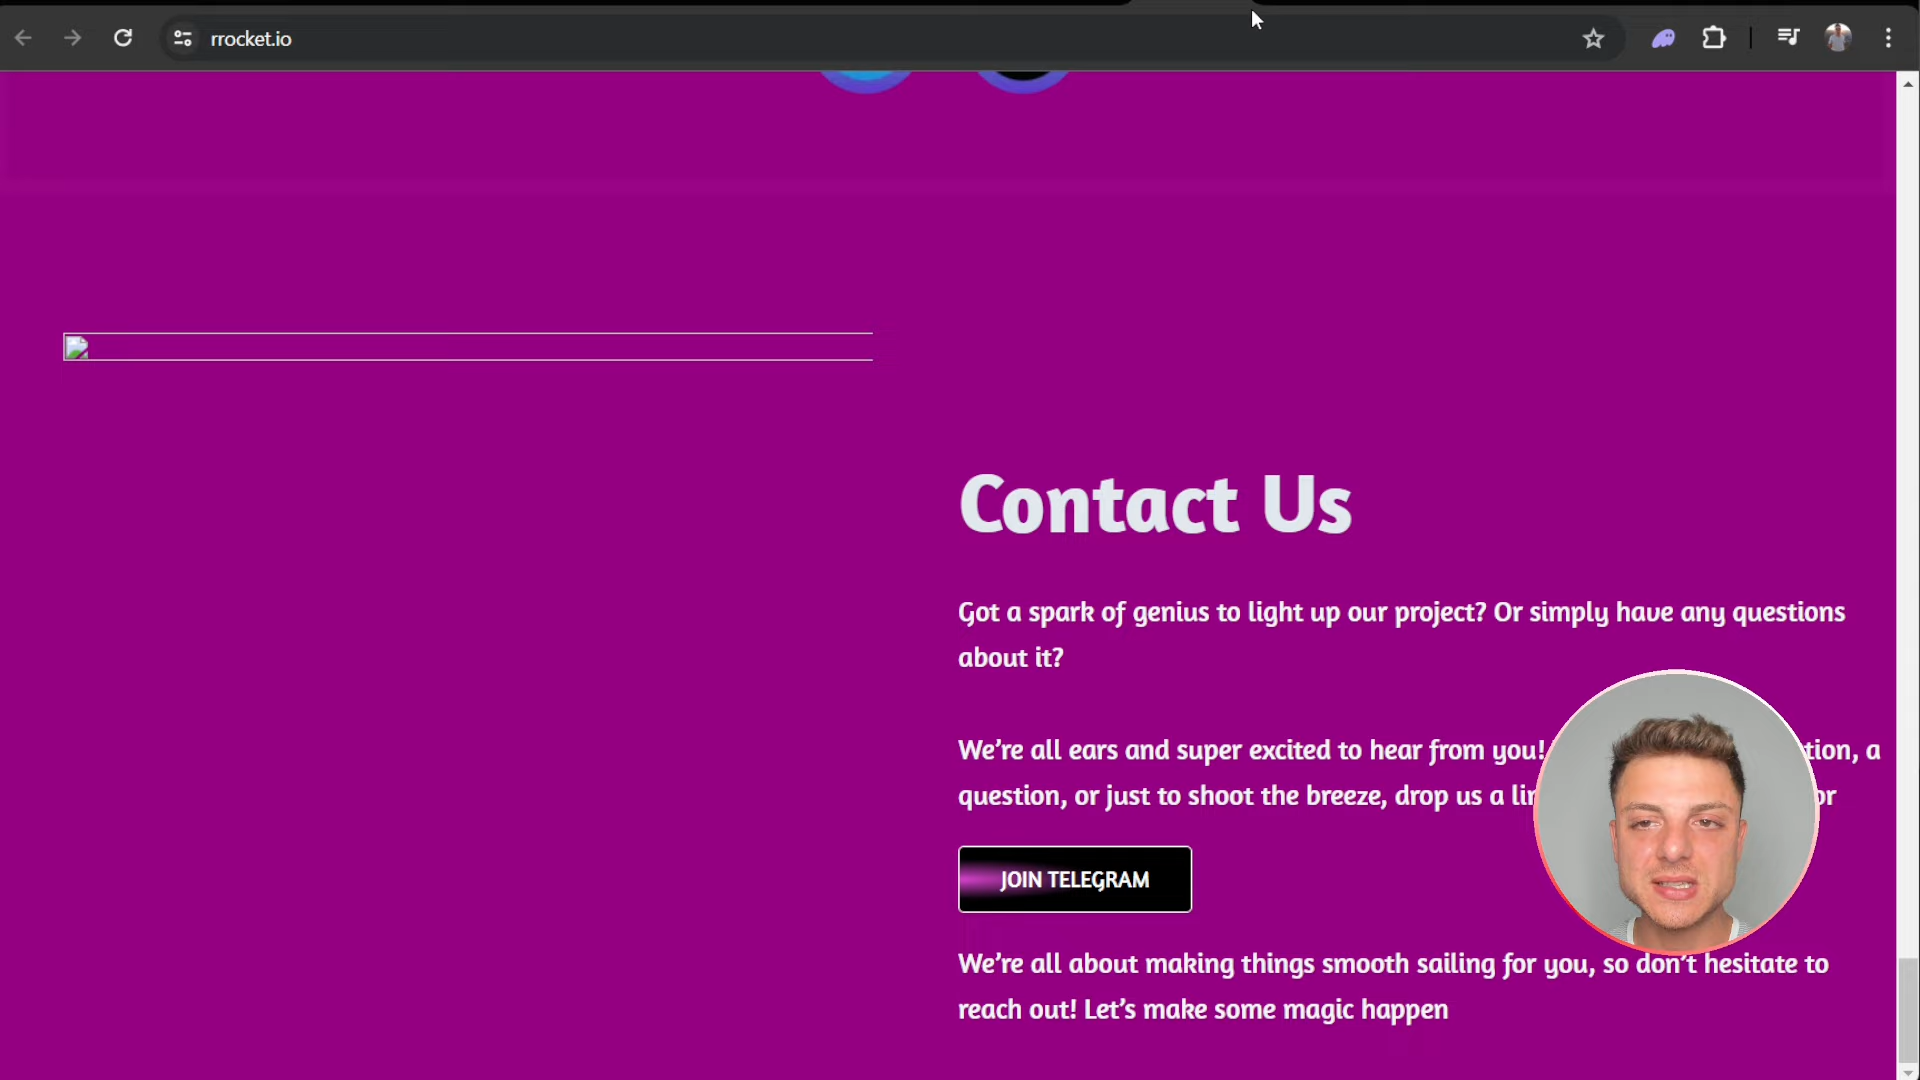 rrocket.io
Contact Us
Got a spark of genius to light up our project? Or simply have any questions
about it?
We're all ears and super excited to hear from you! tion, a
question, or just to shoot the breeze, drop us a or
JOIN TELEGRAM
We're all about making things smooth sailing for you, so don't hesitate to
reach out! Let's make some magic happen